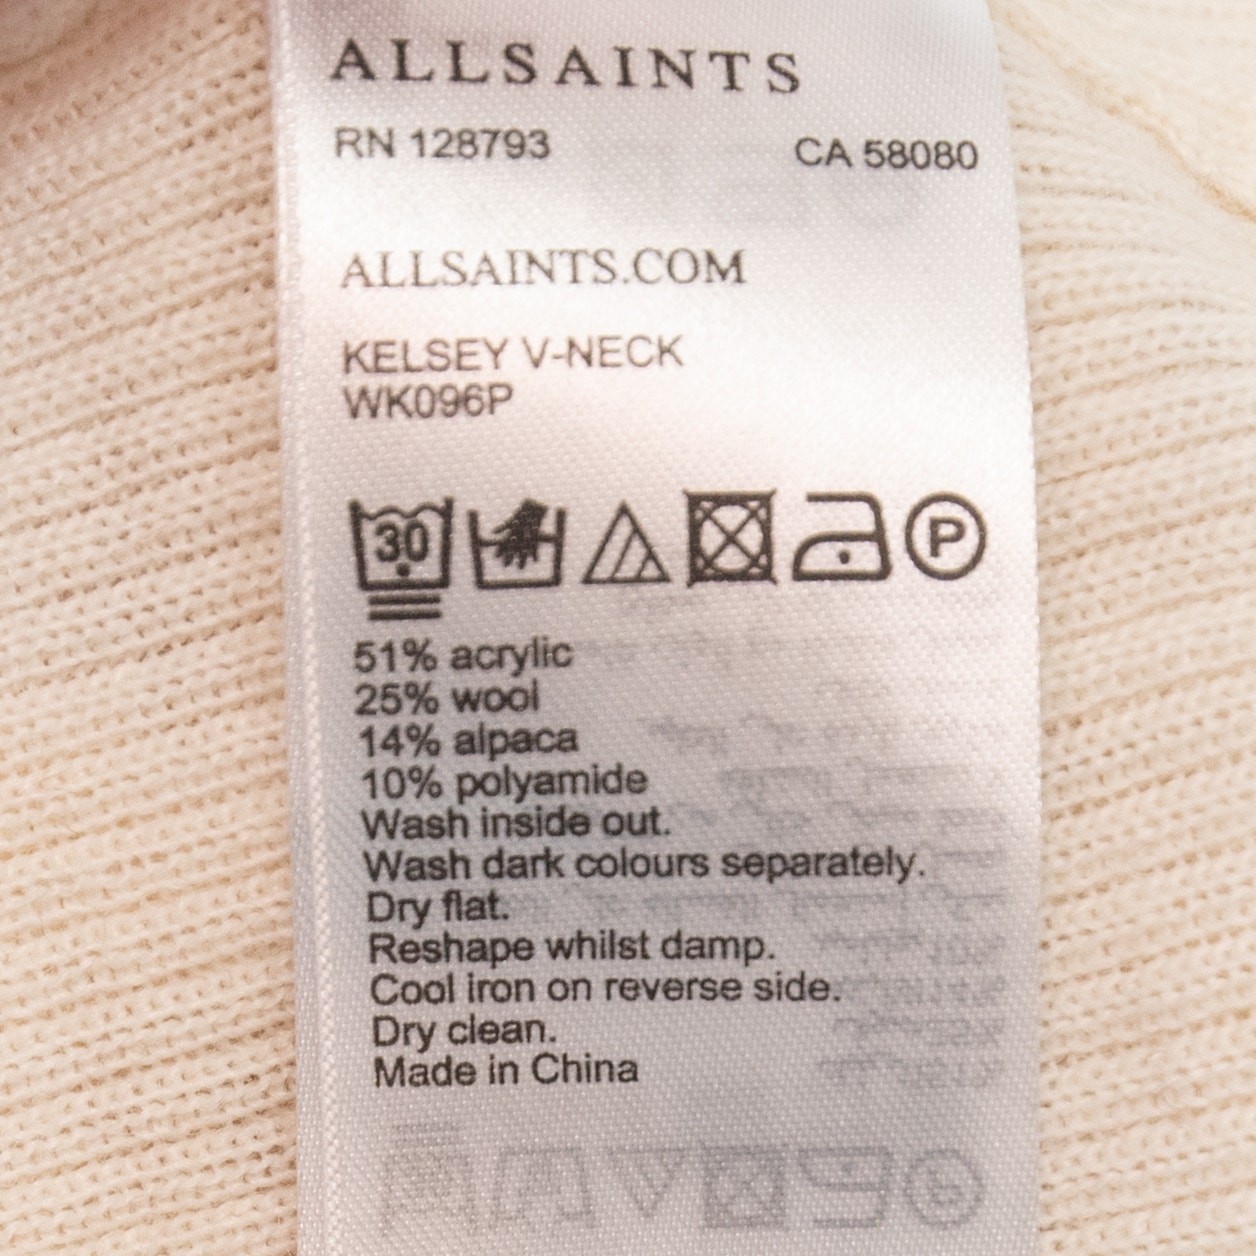 ALLSAINTS
RN 128793 CA 58080
ALLSAINTS.COM
KELSEY V-NECK
WK096P
30 P
51% acrylic
25% wool
14% alpaca
10% polyamide
Wash inside out.
Wash dark colours separately.
Dry flat.
Reshape whilst damp.
Cool iron on reverse side.
Dry clean.
Made in China